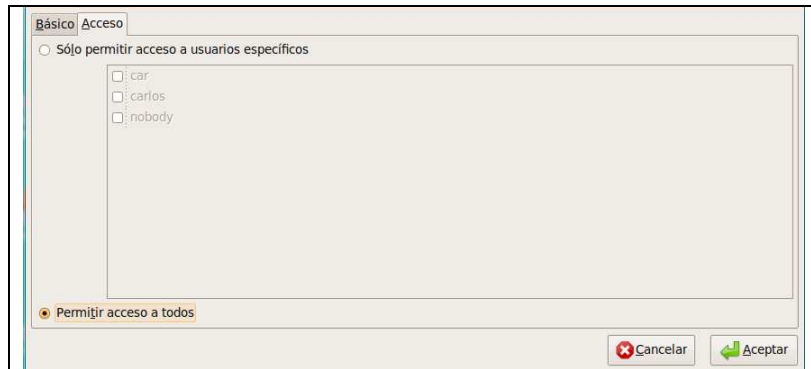 Básico Acceso
Sólo permitir acceso a usuarios específicos
car
carlos
nobody
Permitir acceso a todos
Cancelar Aceptar